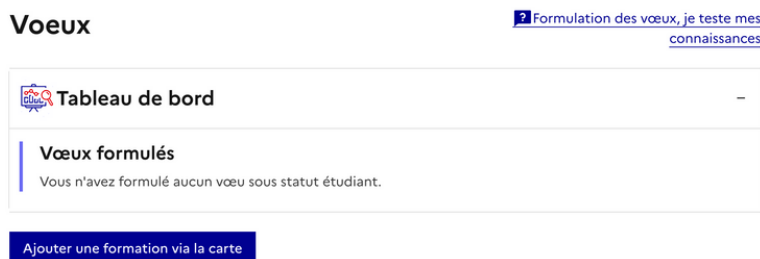 Voeux
? Formulation des vœux, je teste mes
connaissances
Tableau de bord
Vœux formulés
Vous n'avez formulé aucun vœu sous statut étudiant.
Ajouter une formation via la carte